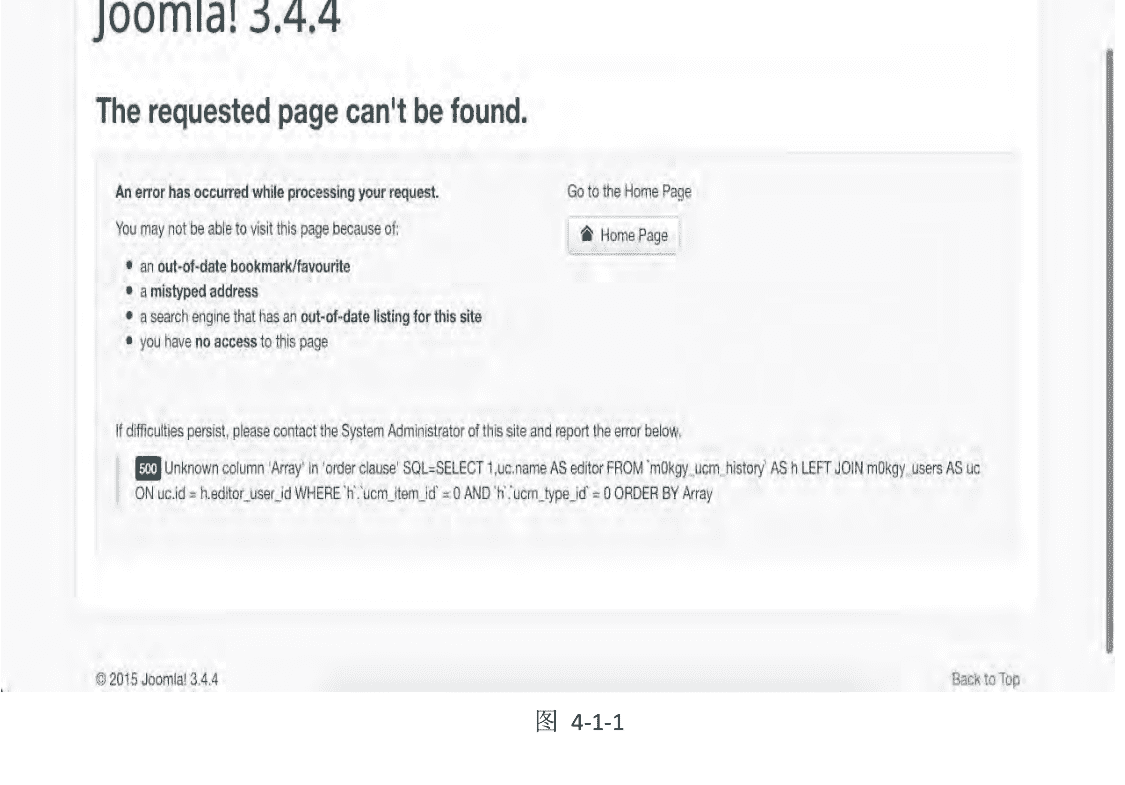 Joomla! 3.4.4
The requested page can't be found.
An error has occurred while processing your request.
You may not be able to visit this page because of:
• an out-of-date bookmark/favourite
• a mistyped address
• a search engine that has an out-of-date listing for this site
• you have no access to this page
Go to the Home Page
Home Page
If difficulties persist, please contact the System Administrator of this site and report the error below.
500 Unknown column 'Array' in 'order clause' SQL=SELECT 1,uc.name AS editor FROM `m0kgy_ucm_history` AS h LEFT JOIN m0kgy_users AS uc
ON uc.id = h.editor_user_id WHERE `h`.`ucm_item_id` = 0 AND `h`.`ucm_type_id` = 0 ORDER BY Array
© 2015 Joomla! 3.4.4
Back to Top
图 4-1-1